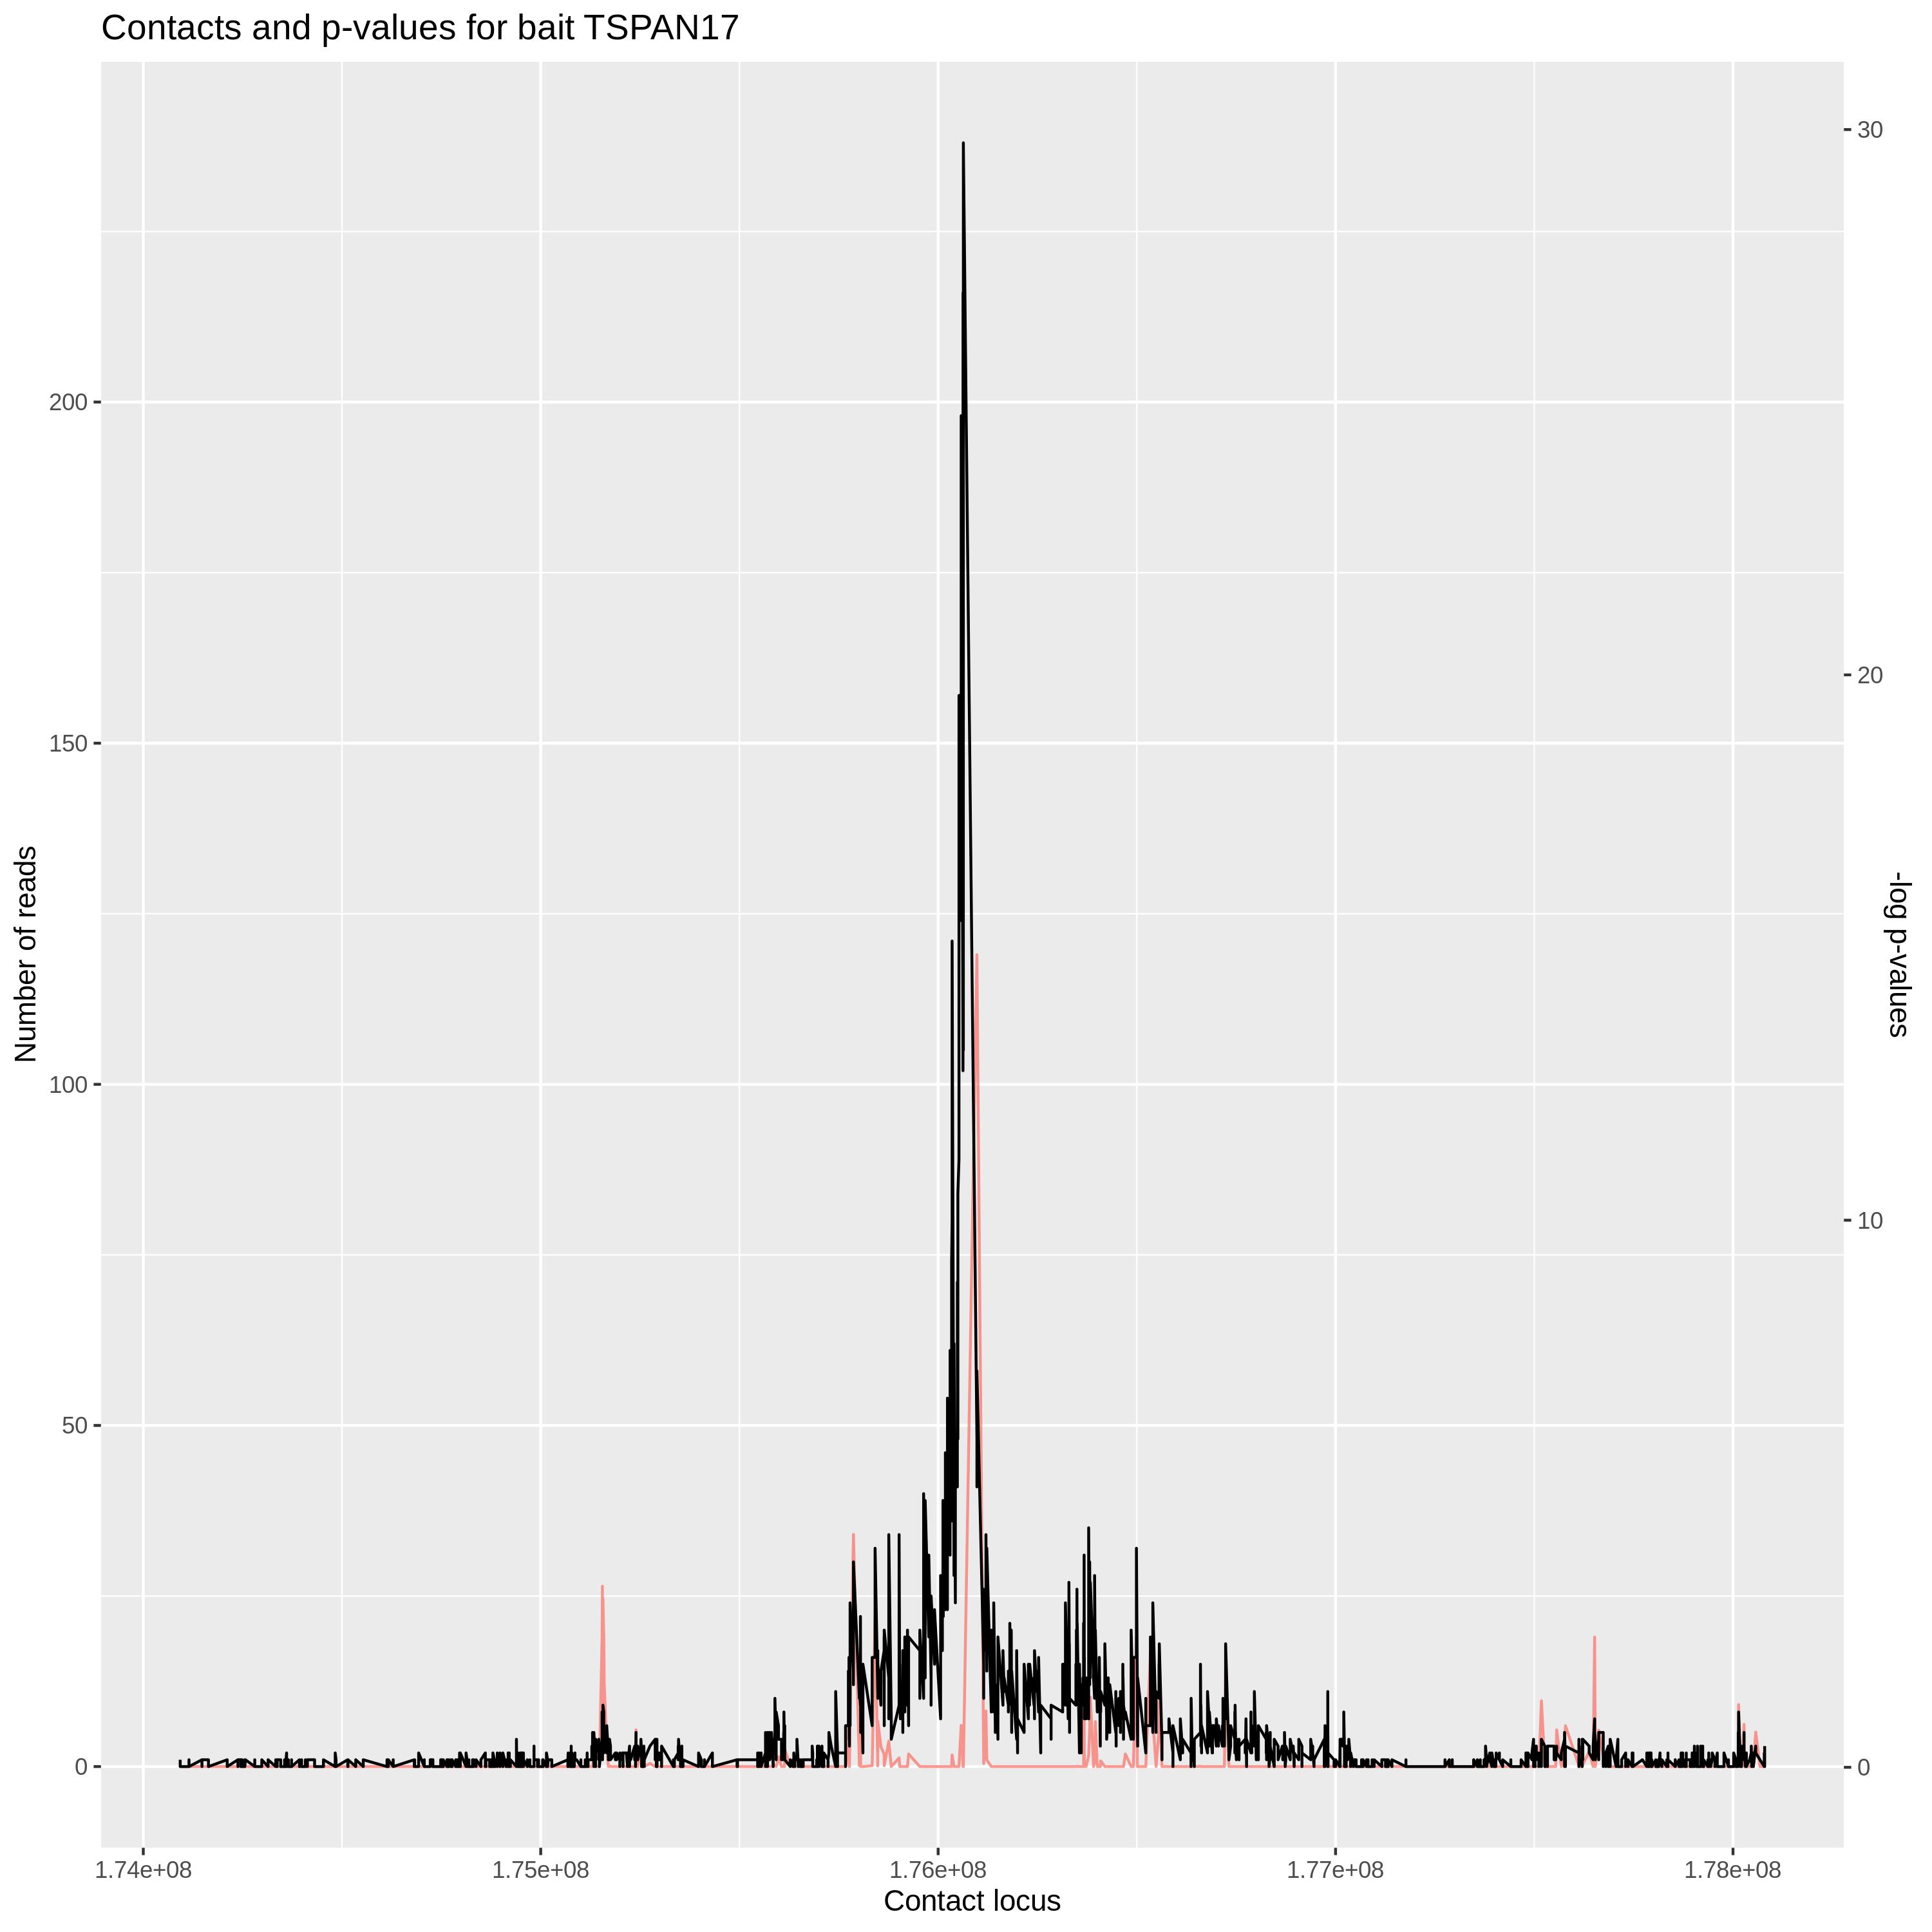 Contacts and p-values for bait TSPAN17
30
200
20
150
Number of reads
-log p-values
100
10
50
0
0
1.74e+08 1.75e+08 1.76e+08 1.77e+08 1.78e+08
Contact locus